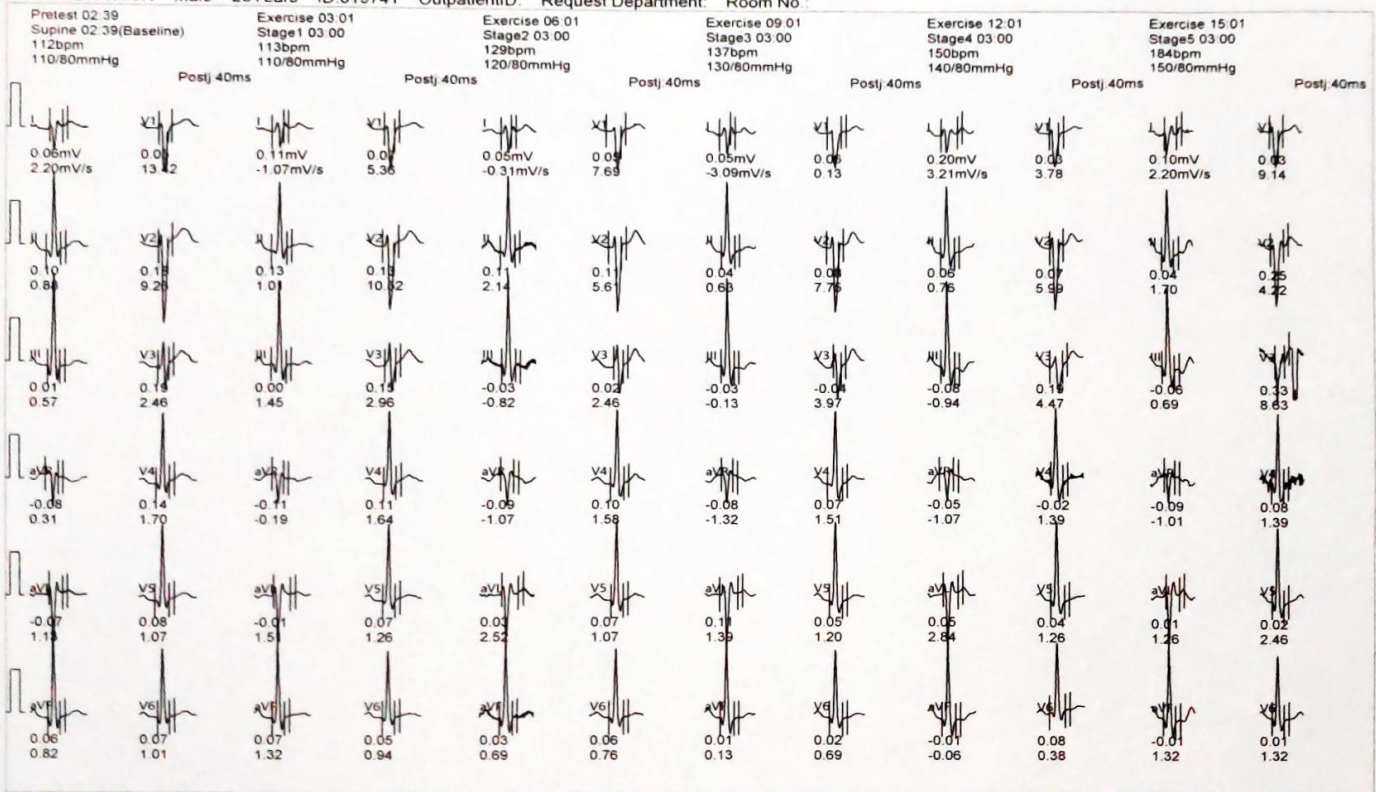 Male ID:019741 OutpatientID: Request Department: Room No.:
Pretest 02:39 Exercise 03:01 Exercise 06:01 Exercise 09:01 Exercise 12:01 Exercise 15:01
Supine 02:39(Baseline) Stage1 03:00 Stage2 03:00 Stage3 03:00 Stage4 03:00 Stage5 03:00
112bpm 113bpm 129bpm 137bpm 150bpm 184bpm
110/80mmHg 110/80mmHg 120/80mmHg 130/80mmHg 140/80mmHg 150/80mmHg
Postj:40ms Postj:40ms Postj:40ms Postj:40ms Postj:40ms Postj:40ms
I V1 I V1 I V1 I V1 I V1 I
0.06mV 0.11mV 0.05mV 0.05 0.05mV 0.20mV 0.03 0.10mV 0.03
2.20mV/s 13.42 -1.07mV/s 5.36 -0.31mV/s 7.69 -3.09mV/s 0.13 3.21mV/s 3.78 2.20mV/s 9.14
II V2 II V2 II V2 II V2 II V2 II V2
0.10 0.18 0.13 0.13 0.11 0.11 0.04 0.06 0.07 0.04 0.25
0.88 1.01 10.62 2.14 5.61 0.63 7.75 0.76 5.99 1.70 4.22
III V3 III V3 III V3 III V3 III V3 III V3
0.01 0.19 0.00 0.15 -0.03 0.02 -0.03 -0.04 -0.08 0.19 -0.06 0.33
0.57 2.46 1.45 2.96 -0.82 2.46 -0.13 3.97 -0.94 4.47 0.69 8.63
aVR V4 aVR V4 aVR V4 aVR V4 aVR V4 aVR V4
-0.08 0.14 -0.11 0.11 -0.09 0.10 -0.08 0.07 -0.05 -0.02 -0.09 0.08
0.31 1.70 -0.19 1.64 -1.07 1.58 -1.32 1.51 -1.07 1.39 -1.01 1.39
aVL V5 aVL V5 aVL V5 aVL V5 aVL V5 aVL V5
-0.07 0.08 -0.01 0.07 0.03 0.07 0.11 0.05 0.05 0.04 0.01 0.02
1.13 1.07 1.51 1.26 2.52 1.07 1.39 1.20 2.84 1.26 1.26 2.46
aVF V6 aVF V6 aVF V6 aVF V6 aVF V6 aVF V6
0.06 0.07 0.07 0.05 0.03 0.06 0.01 0.02 -0.01 0.08 -0.01 0.01
0.82 1.01 1.32 0.94 0.69 0.76 0.13 0.69 -0.06 0.38 1.32 1.32